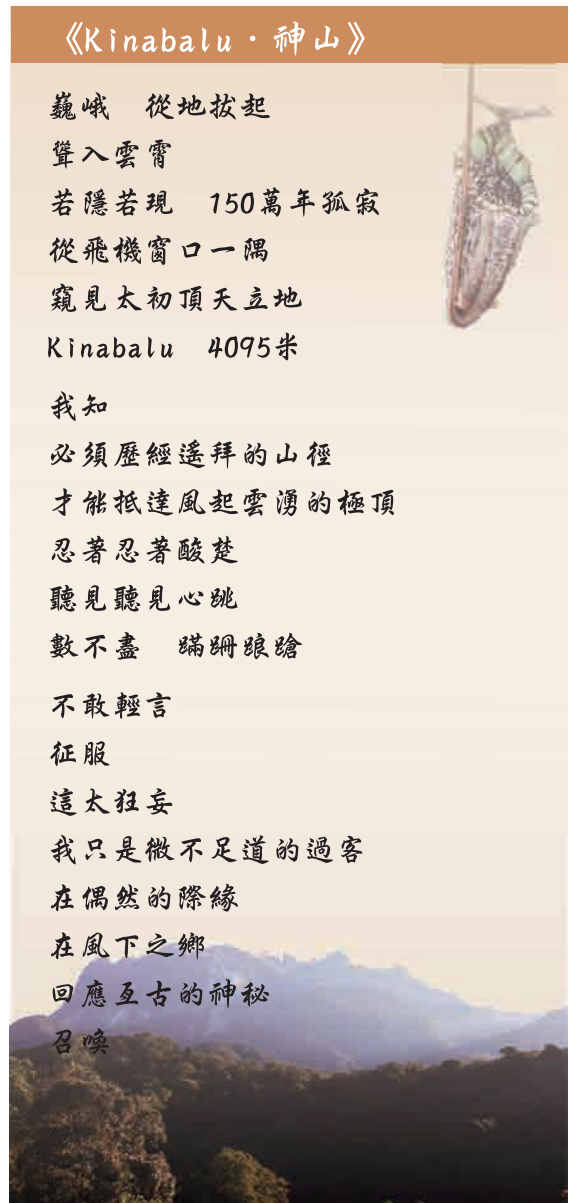 《Kinabalu·神山》
巍峨　從地拔起
聳入雲霄
若隱若現　150萬年孤寂
從飛機窗口一隅
窺見太初頂天立地
Kinabalu　4095米
我知
必須歷經遙拜的山徑
才能抵達風起雲湧的極頂
忍著忍著酸楚
聽見聽見心跳
數不盡　蹣跚踉蹌
不敢輕言
征服
這太狂妄
我只是微不足道的過客
在偶然的際緣
在風下之鄉
回應亙古的神秘
召喚